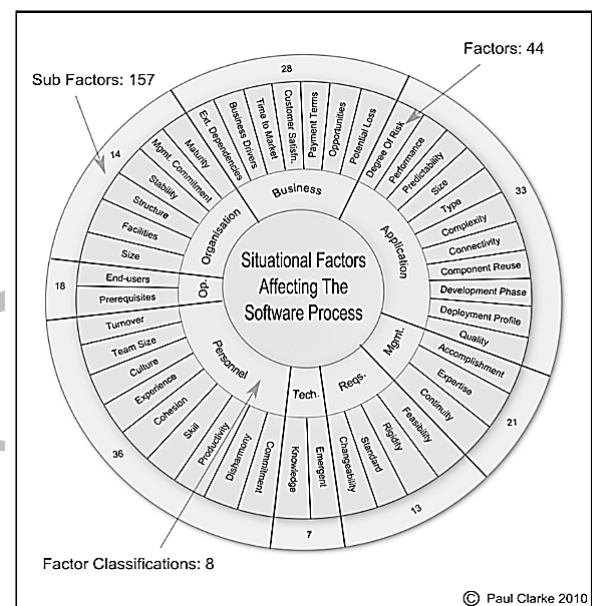 Factors: 44
Sub Factors: 157
28
33
21
13
7
36
18
14
Situational Factors
Affecting The
Software Process
Business
Ext. Dependencies
Business Drivers
Time to Market
Customer Satisfn.
Payment Terms
Opportunities
Potential Loss
Application
Degree Of Risk
Performance
Predictability
Size
Type
Complexity
Connectivity
Component Reuse
Development Phase
Deployment Profile
Quality
Mgmt.
Accomplishment
Expertise
Continuity
Reqs.
Feasibility
Rigidity
Standard
Changeability
Tech.
Emergent
Knowledge
Personnel
Commitment
Disharmony
Productivity
Skill
Cohesion
Experience
Culture
Team Size
Turnover
Op.
Prerequisites
End-users
Organisation
Size
Facilities
Structure
Stability
Mgmt. Commitment
Maturity
Factor Classifications: 8
© Paul Clarke 2010